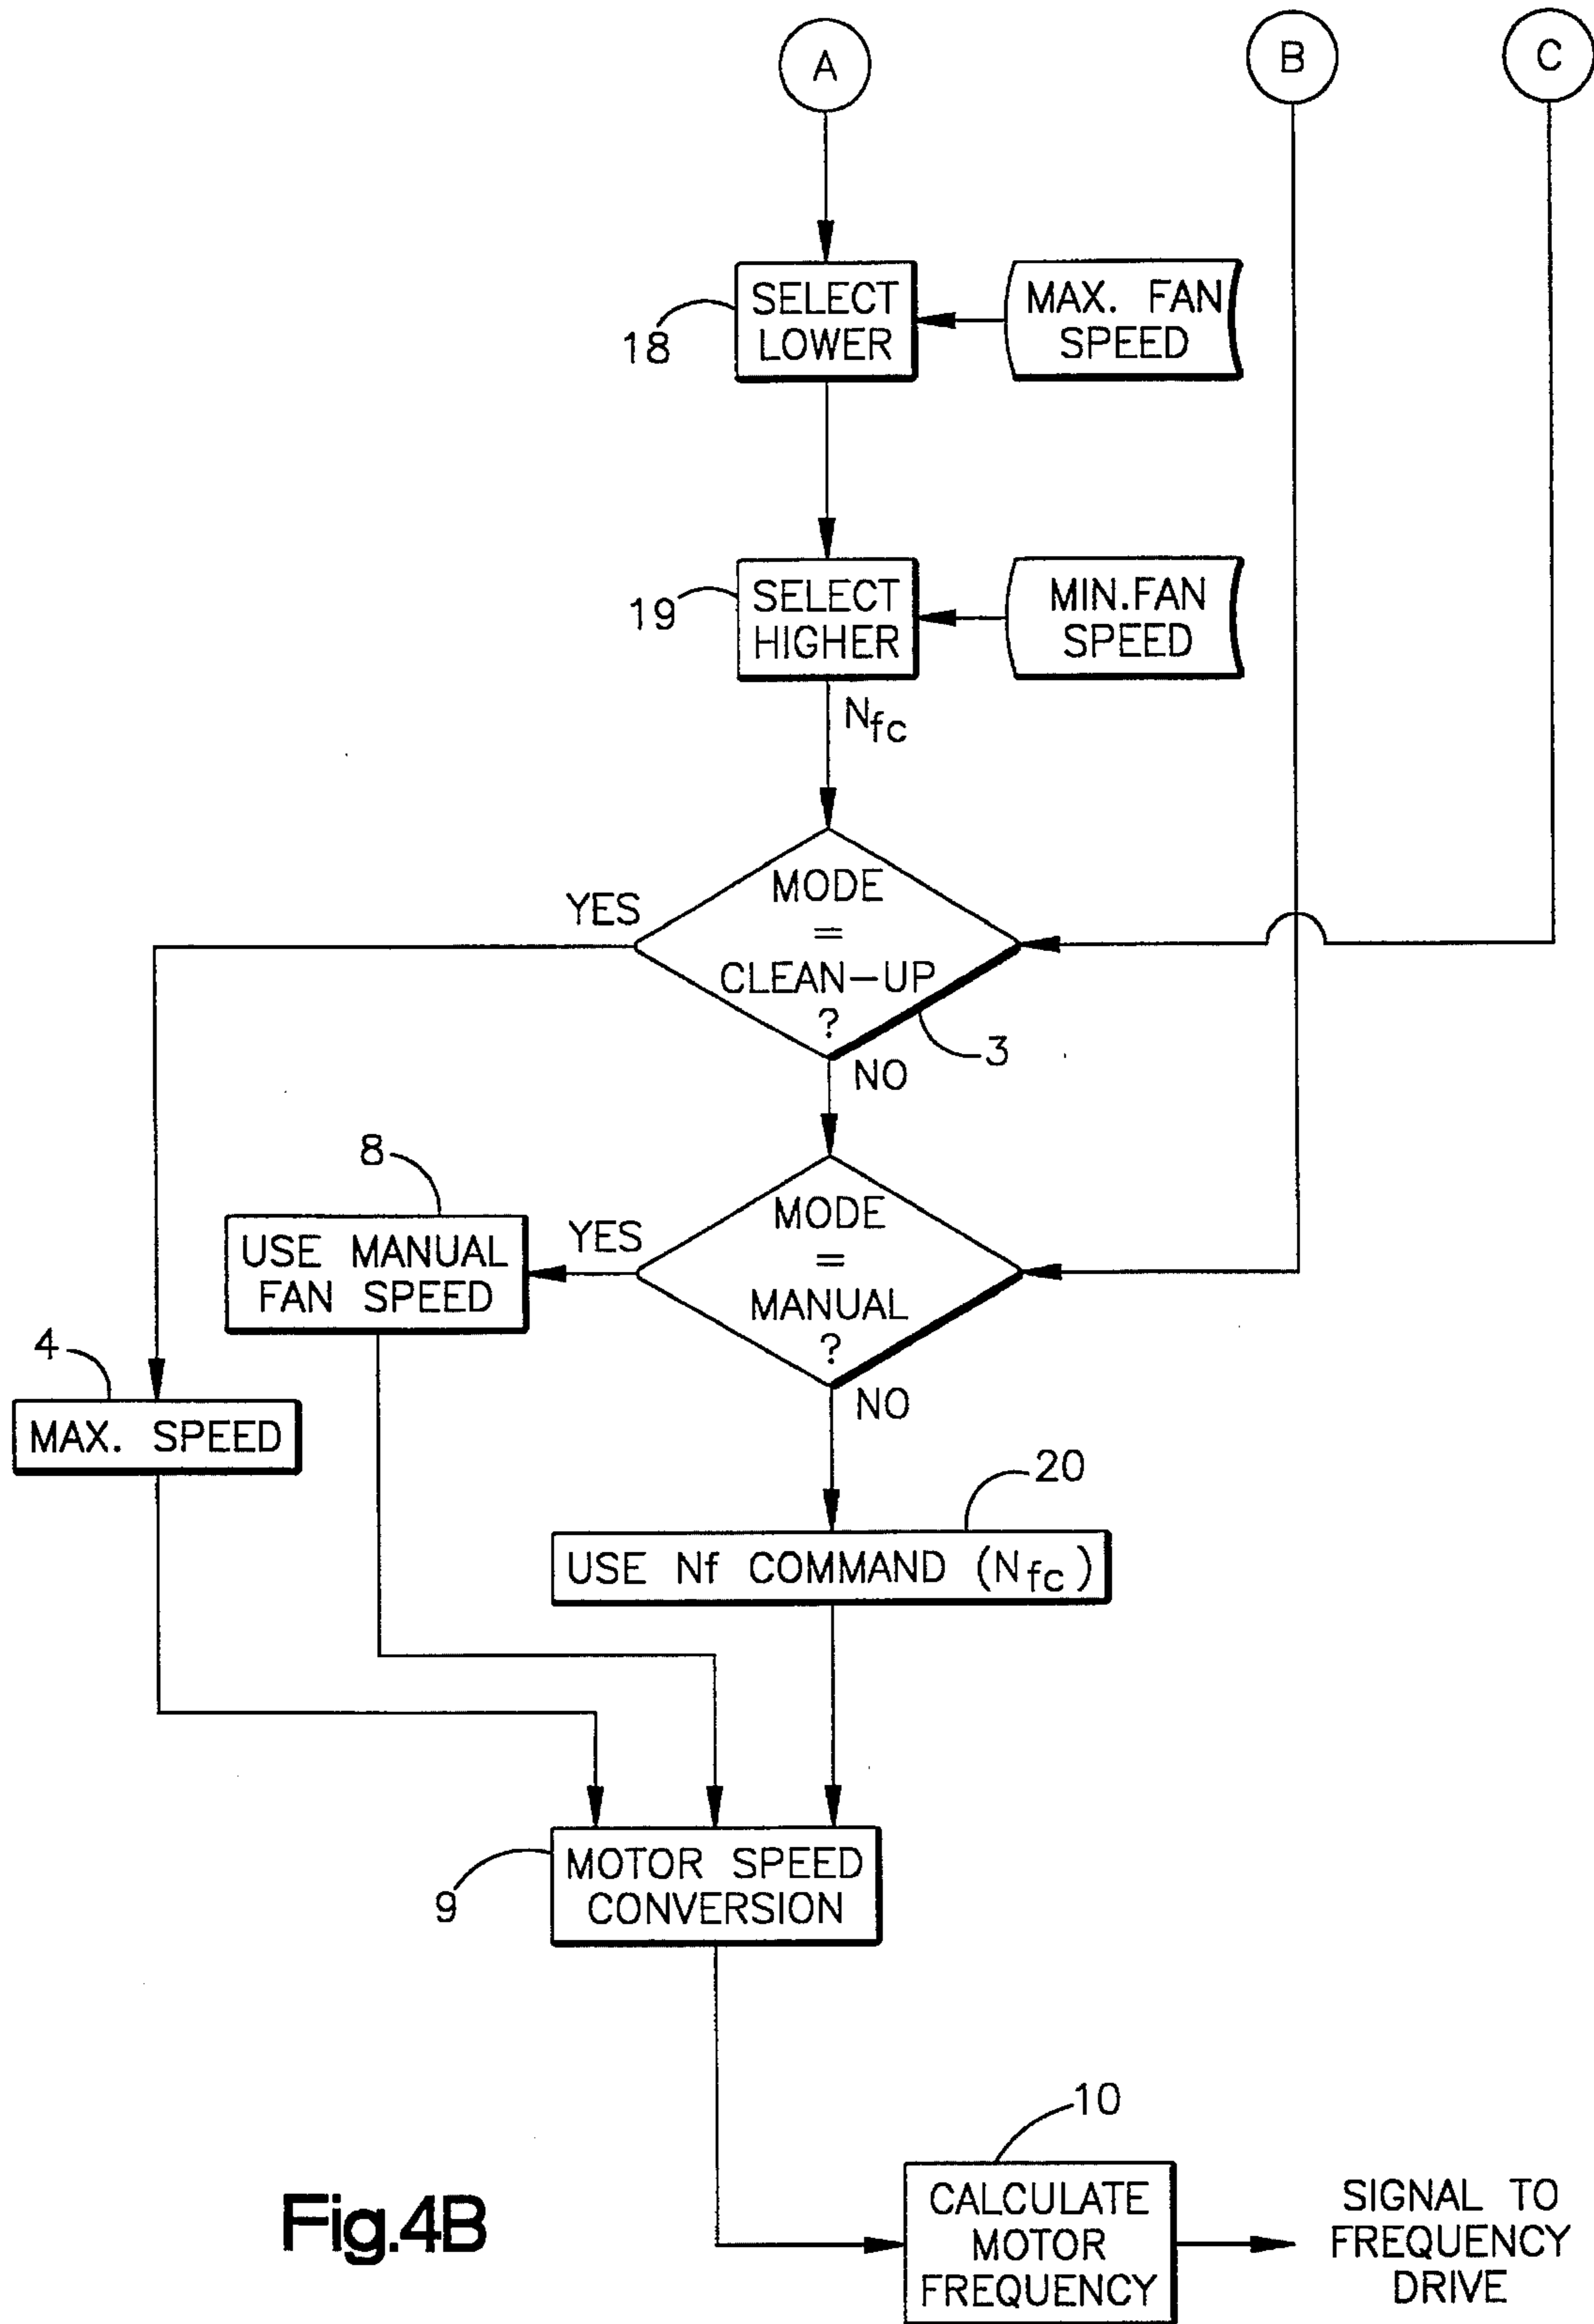 A
B
C
SELECT
LOWER
18
MAX. FAN
SPEED
SELECT
HIGHER
19
MIN.FAN
SPEED
Nfc
MODE
=
CLEAN-UP
?
YES
3
NO
8
USE MANUAL
FAN SPEED
YES
MODE
=
MANUAL
?
NO
4
MAX. SPEED
20
USE Nf COMMAND (Nfc)
MOTOR SPEED
CONVERSION
9
10
CALCULATE
MOTOR
FREQUENCY
SIGNAL TO
FREQUENCY
DRIVE
Fig.4B